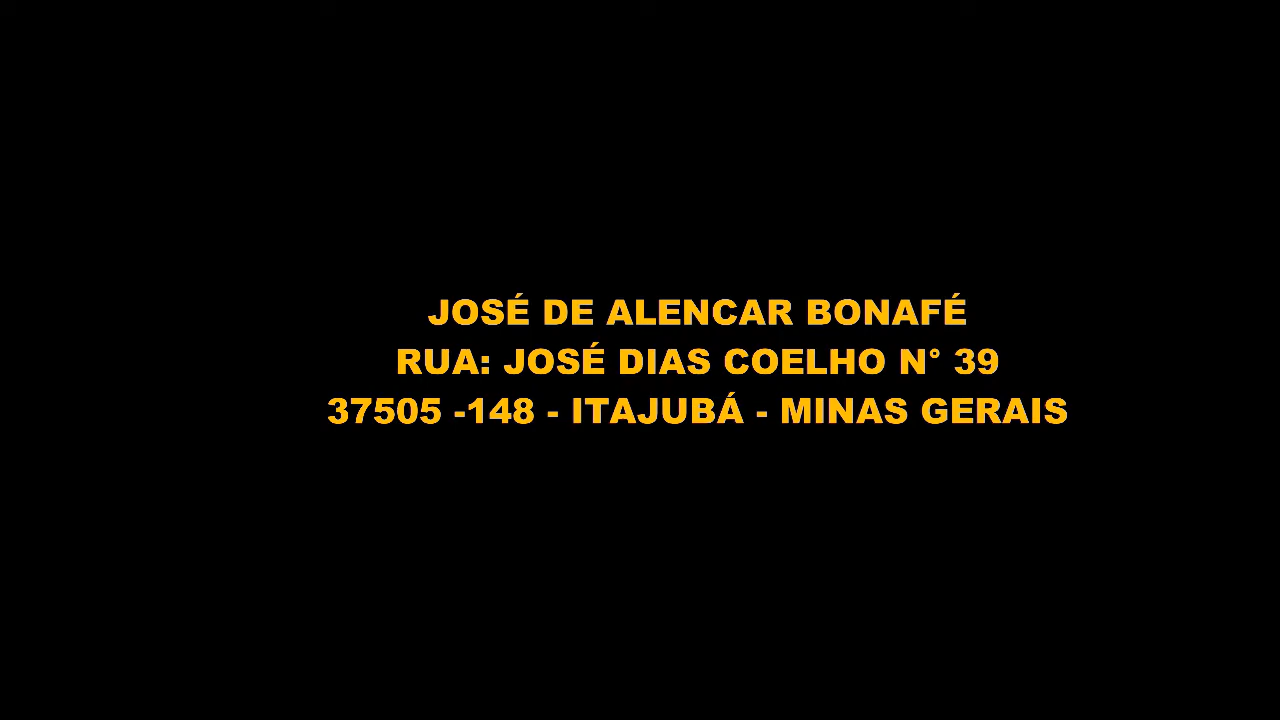 JOSÉ DE ALENCAR BONAFÉ
RUA: JOSÉ DIAS COELHO N° 39
37505 -148 - ITAJUBÁ - MINAS GERAIS